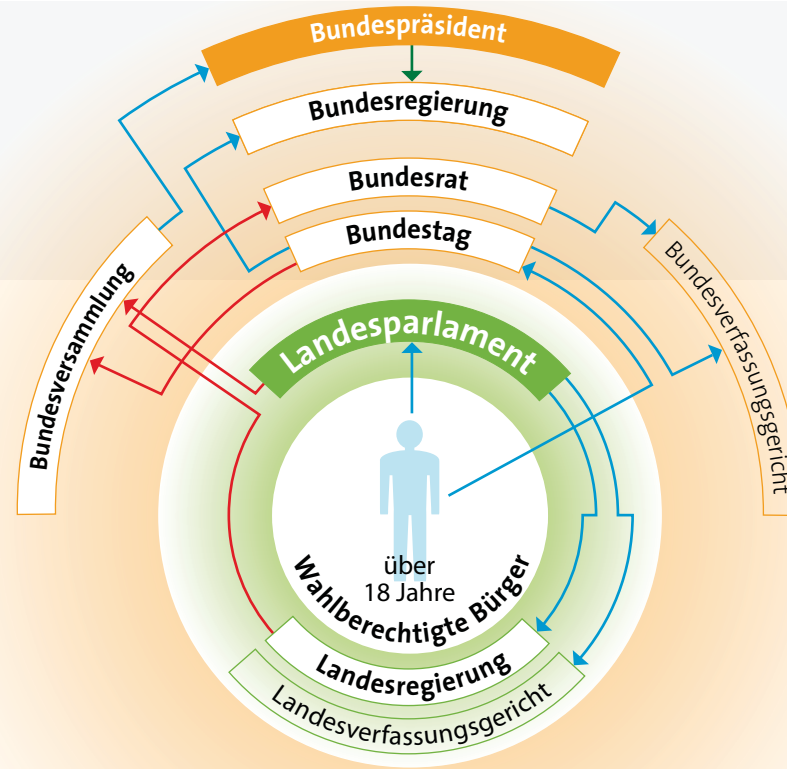 Bundespräsident
Bundesregierung
Bundesrat
Bundestag
Bundesversammlung
Bundesverfassungsgericht
Landesparlament
über
18 Jahre
Wahlberechtigte Bürger
Landesregierung
Landesverfassungsgericht